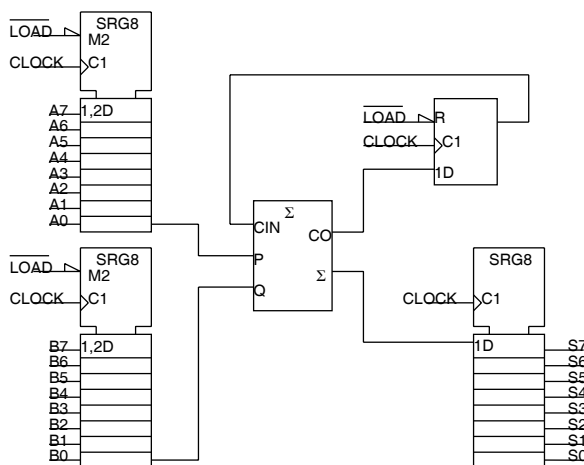 SRG8
LOAD
M2
CLOCK
C1
A7
1,2D
A6
A5
A4
A3
A2
A1
A0
SRG8
LOAD
M2
CLOCK
C1
B7
1,2D
B6
B5
B4
B3
B2
B1
B0
Σ
CIN
CO
P
Σ
Q
LOAD
R
CLOCK
C1
1D
SRG8
CLOCK
C1
1D
S7
S6
S5
S4
S3
S2
S1
S0